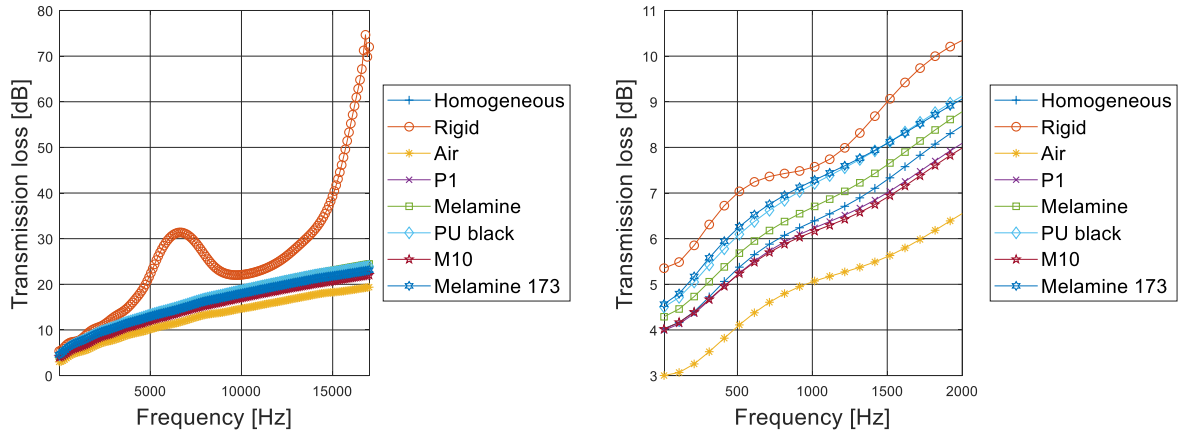 80
70
60
50
40
30
20
10
0
Transmission loss [dB]
5000
10000
15000
Frequency [Hz]
Homogeneous
Rigid
Air
P1
Melamine
PU black
M10
Melamine 173
11
10
9
8
7
6
5
4
3
Transmission loss [dB]
500
1000
1500
2000
Frequency [Hz]
Homogeneous
Rigid
Air
P1
Melamine
PU black
M10
Melamine 173